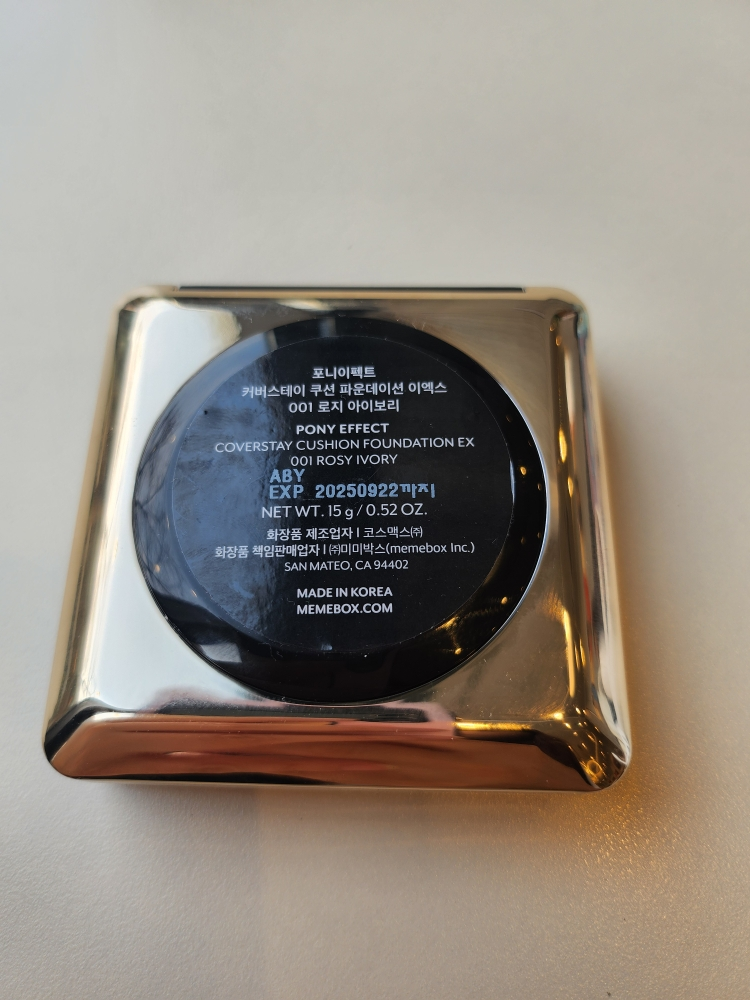 포니이펙트
커버스테이 쿠션 파운데이션 이엑스
001 로지 아이보리
PONY EFFECT
COVERSTAY CUSHION FOUNDATION EX
001 ROSY IVORY
ABY
EXP 20250922까지
NET WT. 15 g / 0.52 OZ.
화장품 제조업자 | 코스맥스㈜
화장품 책임판매업자 | ㈜미미박스(memebox Inc.)
SAN MATEO, CA 94402
MADE IN KOREA
MEMEBOX.COM